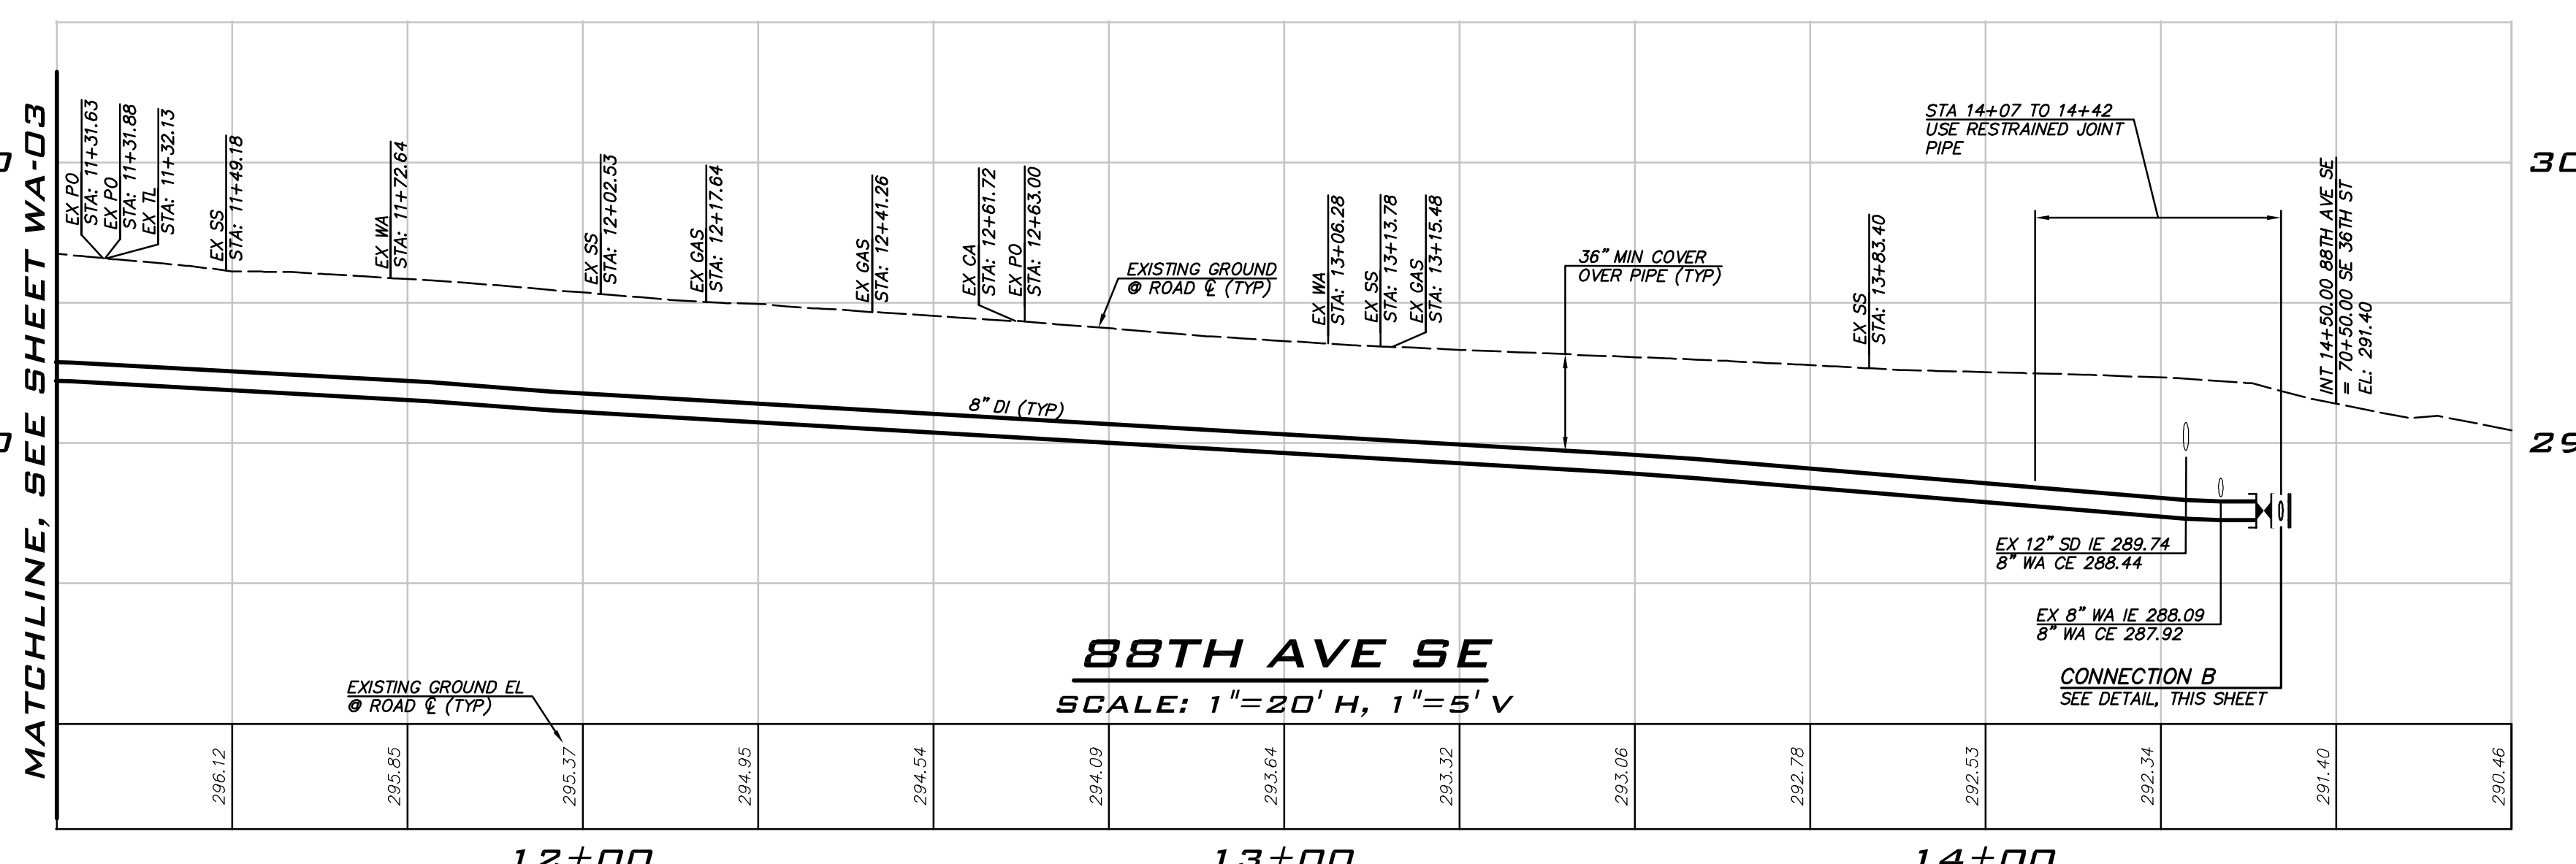 MATCHLINE, SEE SHEET WA-03
EX PO
STA: 11+31.63
EX PO
STA: 11+31.88
EX TL
STA: 11+32.13
EX SS
STA: 11+49.18
EX WA
STA: 11+72.64
EX SS
STA: 12+02.53
EX GAS
STA: 12+17.64
EX GAS
STA: 12+41.26
EX CA
STA: 12+61.72
EX PO
STA: 12+63.00
EXISTING GROUND
@ ROAD ℄ (TYP)
EX WA
STA: 13+06.28
EX SS
STA: 13+13.78
EX GAS
STA: 13+15.48
36" MIN COVER
OVER PIPE (TYP)
EX SS
STA: 13+83.40
STA 14+07 TO 14+42
USE RESTRAINED JOINT
PIPE
INT 14+50.00 88TH AVE SE
= 70+50.00 SE 36TH ST
EL: 291.40
8" DI (TYP)
EX 12" SD IE 289.74
8" WA CE 288.44
EX 8" WA IE 288.09
8" WA CE 287.92
CONNECTION B
SEE DETAIL, THIS SHEET
88TH AVE SE
SCALE: 1"=20' H, 1"=5' V
EXISTING GROUND EL
@ ROAD ℄ (TYP)
296.12
295.85
295.37
294.95
294.54
294.09
293.64
293.32
293.06
292.78
292.53
292.34
291.40
290.46
12+00
13+00
14+00